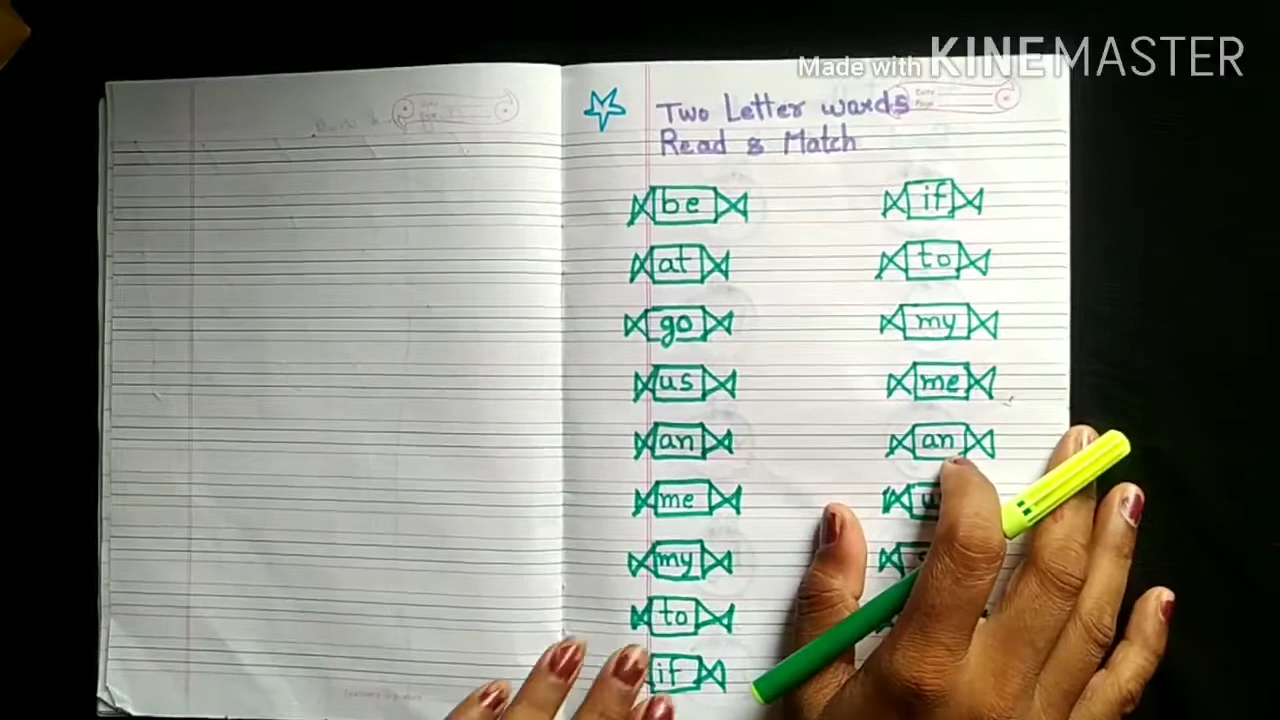 Made with KINEMASTER
Two Letter words
Read & Match
be if
at to
go my
us me
an an
me
my
to
if